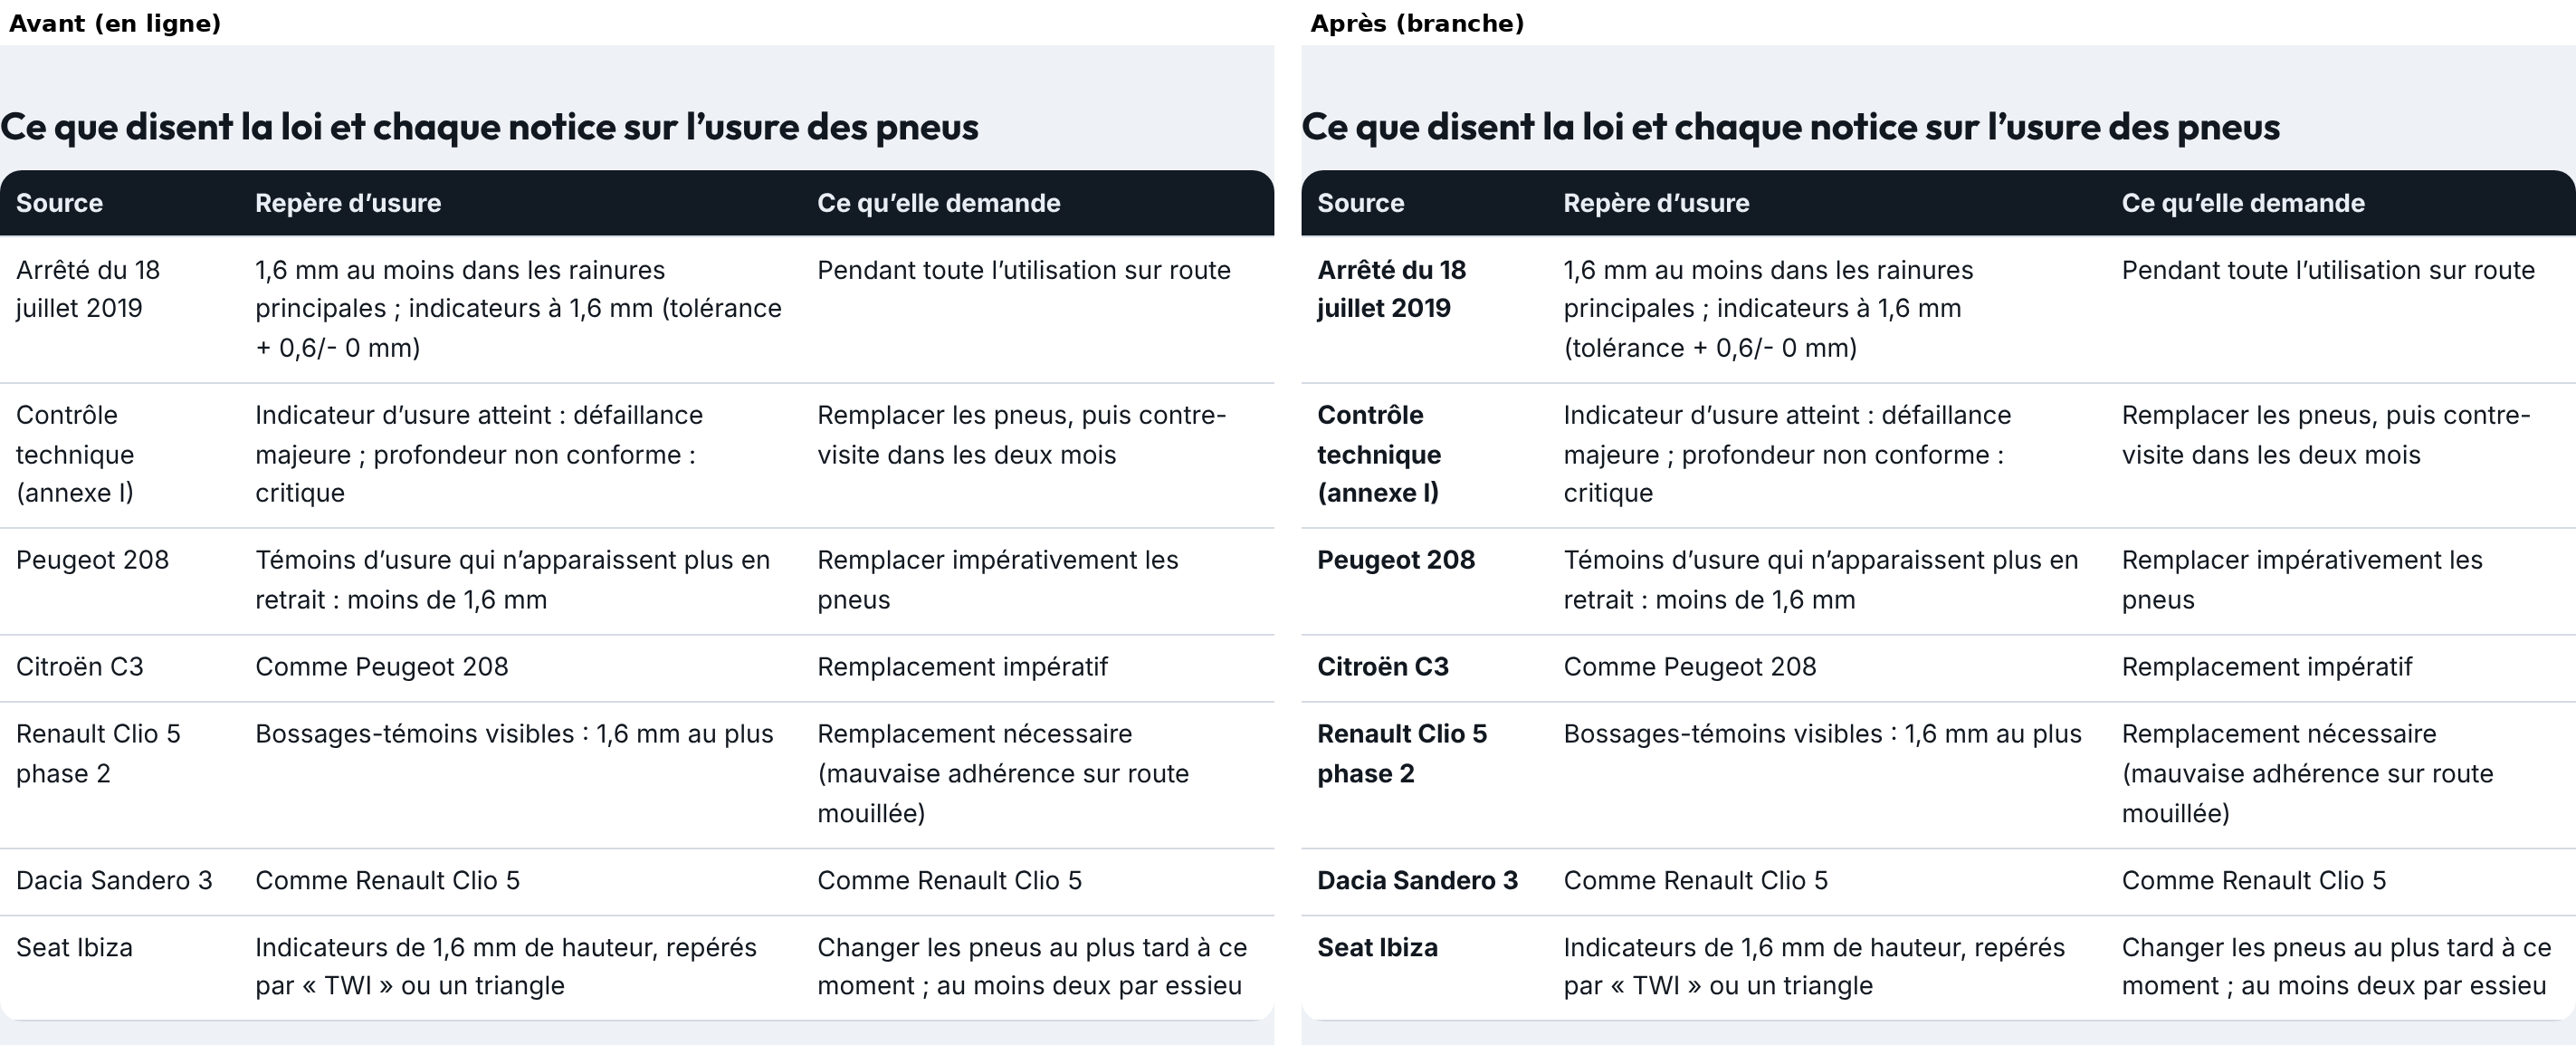 Avant (en ligne)
Ce que disent la loi et chaque notice sur l’usure des pneus
Source Repère d’usure Ce qu’elle demande
Arrêté du 18 1,6 mm au moins dans les rainures Pendant toute l’utilisation sur route
juillet 2019 principales ; indicateurs à 1,6 mm (tolérance
+ 0,6/- 0 mm)
Contrôle Indicateur d’usure atteint : défaillance Remplacer les pneus, puis contre-
technique majeure ; profondeur non conforme : visite dans les deux mois
(annexe I) critique
Peugeot 208 Témoins d’usure qui n’apparaissent plus en Remplacer impérativement les
retrait : moins de 1,6 mm pneus
Citroën C3 Comme Peugeot 208 Remplacement impératif
Renault Clio 5 Bossages-témoins visibles : 1,6 mm au plus Remplacement nécessaire
phase 2 (mauvaise adhérence sur route
mouillée)
Dacia Sandero 3 Comme Renault Clio 5 Comme Renault Clio 5
Seat Ibiza Indicateurs de 1,6 mm de hauteur, repérés Changer les pneus au plus tard à ce
par « TWI » ou un triangle moment ; au moins deux par essieu
Après (branche)
Ce que disent la loi et chaque notice sur l’usure des pneus
Source Repère d’usure Ce qu’elle demande
Arrêté du 18 1,6 mm au moins dans les rainures Pendant toute l’utilisation sur route
juillet 2019 principales ; indicateurs à 1,6 mm
(tolérance + 0,6/- 0 mm)
Contrôle Indicateur d’usure atteint : défaillance Remplacer les pneus, puis contre-
technique majeure ; profondeur non conforme : visite dans les deux mois
(annexe I) critique
Peugeot 208 Témoins d’usure qui n’apparaissent plus en Remplacer impérativement les
retrait : moins de 1,6 mm pneus
Citroën C3 Comme Peugeot 208 Remplacement impératif
Renault Clio 5 Bossages-témoins visibles : 1,6 mm au plus Remplacement nécessaire
phase 2 (mauvaise adhérence sur route
mouillée)
Dacia Sandero 3 Comme Renault Clio 5 Comme Renault Clio 5
Seat Ibiza Indicateurs de 1,6 mm de hauteur, repérés Changer les pneus au plus tard à ce
par « TWI » ou un triangle moment ; au moins deux par essieu